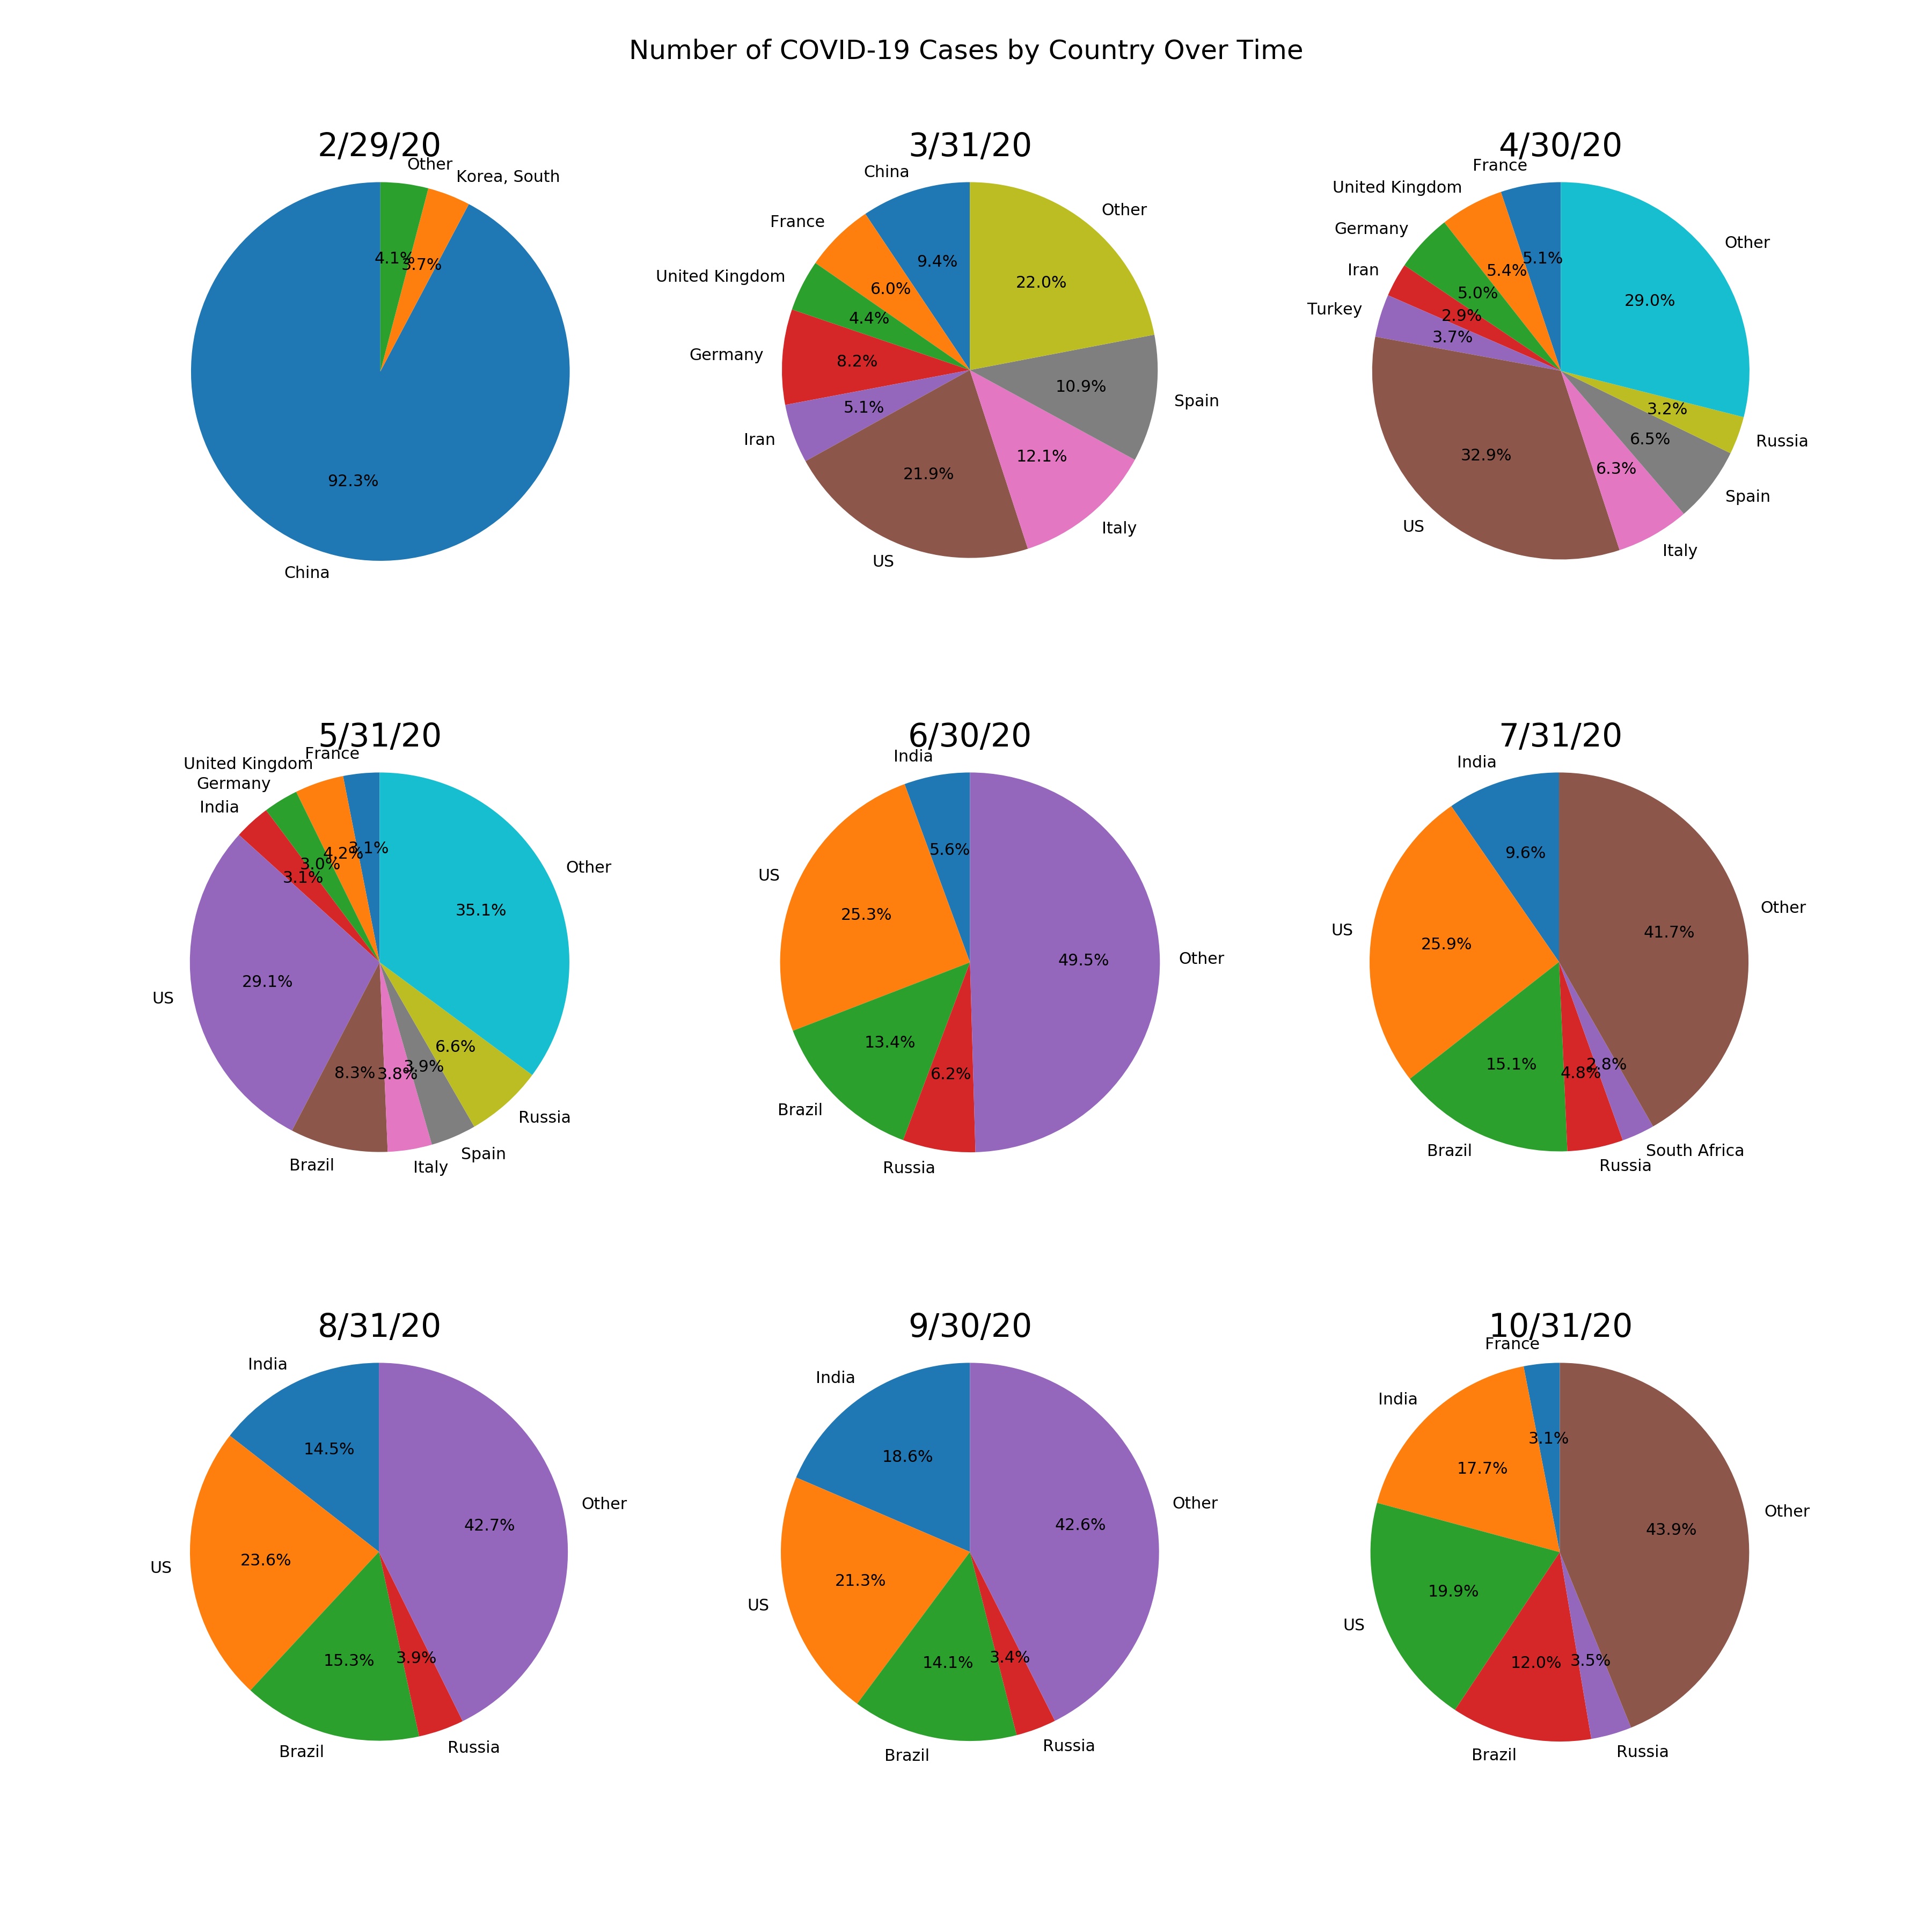 Number of COVID-19 Cases by Country Over Time
2/29/20
Other
Korea, South
4.1%
3.7%
92.3%
China
3/31/20
China
Other
France
9.4%
22.0%
United Kingdom
6.0%
4.4%
Germany
8.2%
10.9%
Spain
5.1%
Iran
21.9%
12.1%
Italy
US
4/30/20
France
United Kingdom
Germany
Other
5.1%
Iran
5.4%
5.0%
29.0%
Turkey
2.9%
3.7%
3.2%
6.5%
Russia
32.9%
6.3%
Spain
US
Italy
5/31/20
France
United Kingdom
Germany
India
3.1%
4.2%
3.0%
3.1%
Other
35.1%
29.1%
US
6.6%
8.3%
3.8%
3.9%
Russia
Spain
Brazil
Italy
6/30/20
India
5.6%
US
25.3%
49.5%
Other
13.4%
6.2%
Brazil
Russia
7/31/20
India
9.6%
Other
US
25.9%
41.7%
15.1%
4.8%
2.8%
Brazil
South Africa
Russia
8/31/20
India
14.5%
Other
42.7%
US
23.6%
15.3%
3.9%
Brazil
Russia
9/30/20
India
18.6%
Other
42.6%
US
21.3%
14.1%
3.4%
Brazil
Russia
10/31/20
France
India
3.1%
17.7%
Other
43.9%
19.9%
US
12.0%
3.5%
Brazil
Russia